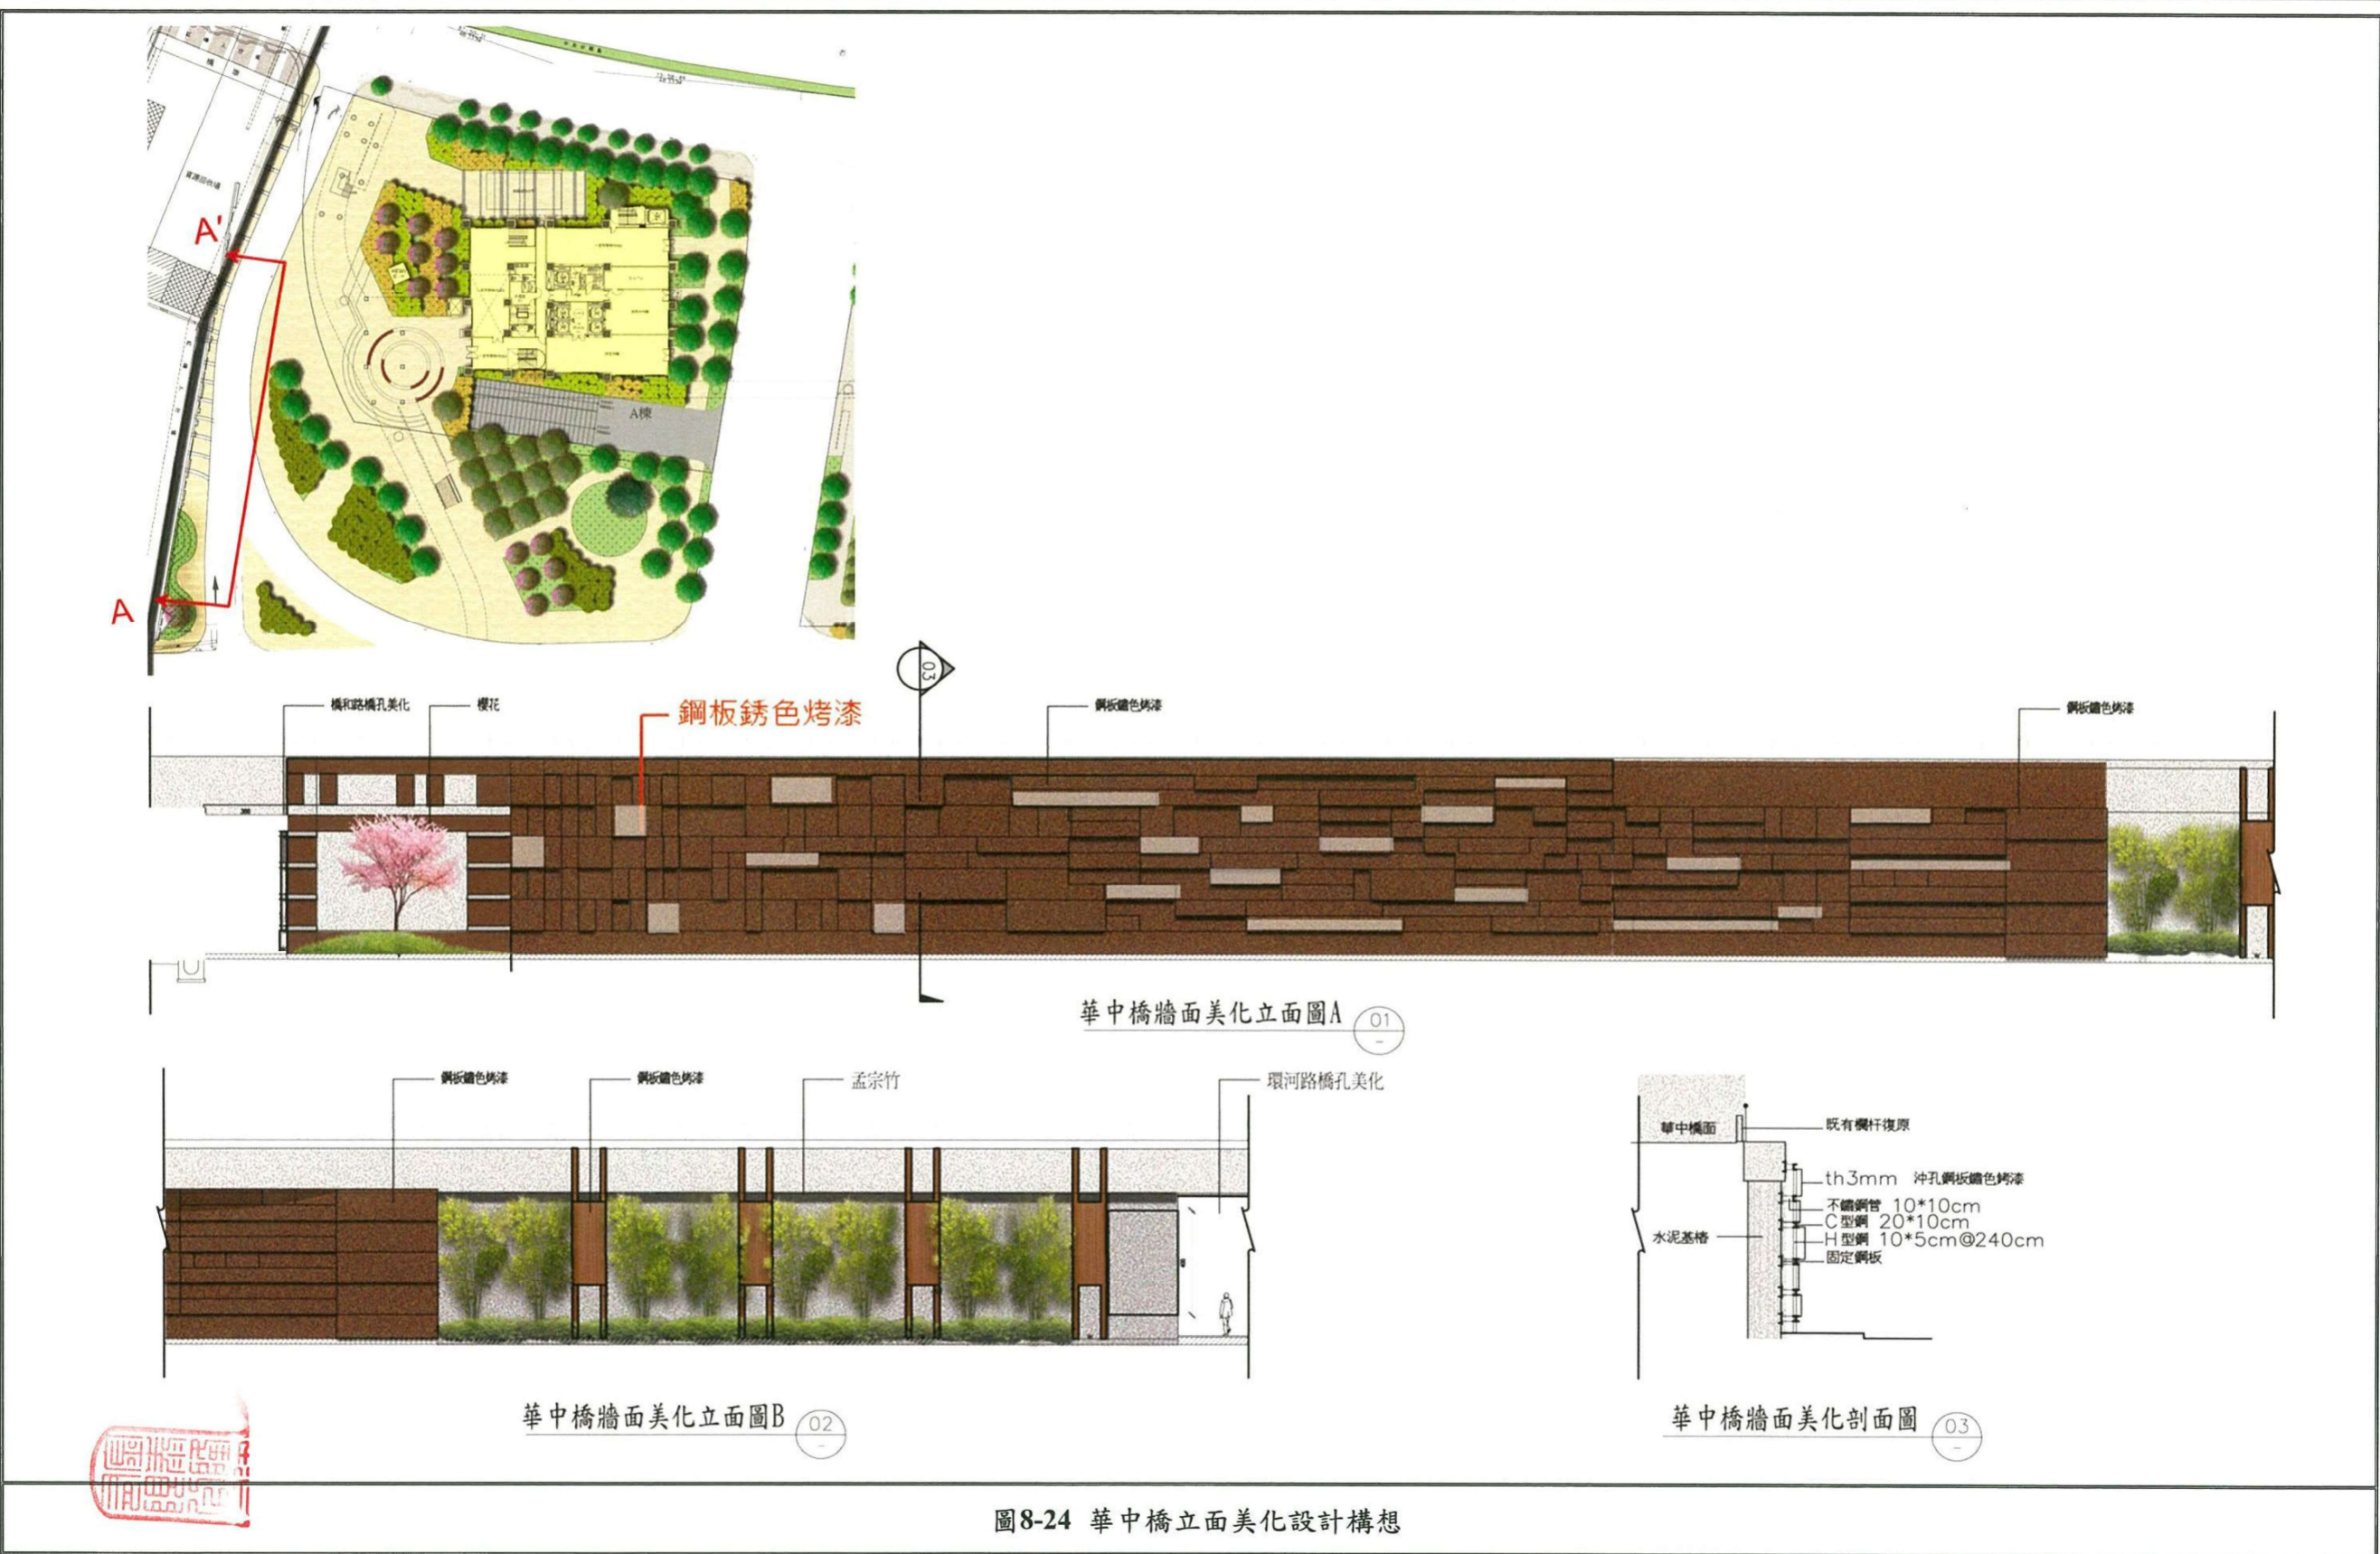 資源回收場
A'
A棟
A
03
橋和路橋孔美化
櫻花
鋼板銹色烤漆
鋼板鏽色烤漆
鋼板鏽色烤漆
華中橋牆面美化立面圖A
01
鋼板鏽色烤漆
鋼板鏽色烤漆
孟宗竹
環河路橋孔美化
華中橋牆面美化立面圖B
02
華中橋面
既有欄杆復原
th3mm 沖孔鋼板鏽色烤漆
不鏽鋼管 10*10cm
C型鋼 20*10cm
H型鋼 10*5cm@240cm
水泥基樁
固定鋼板
華中橋牆面美化剖面圖
03
圖8-24 華中橋立面美化設計構想